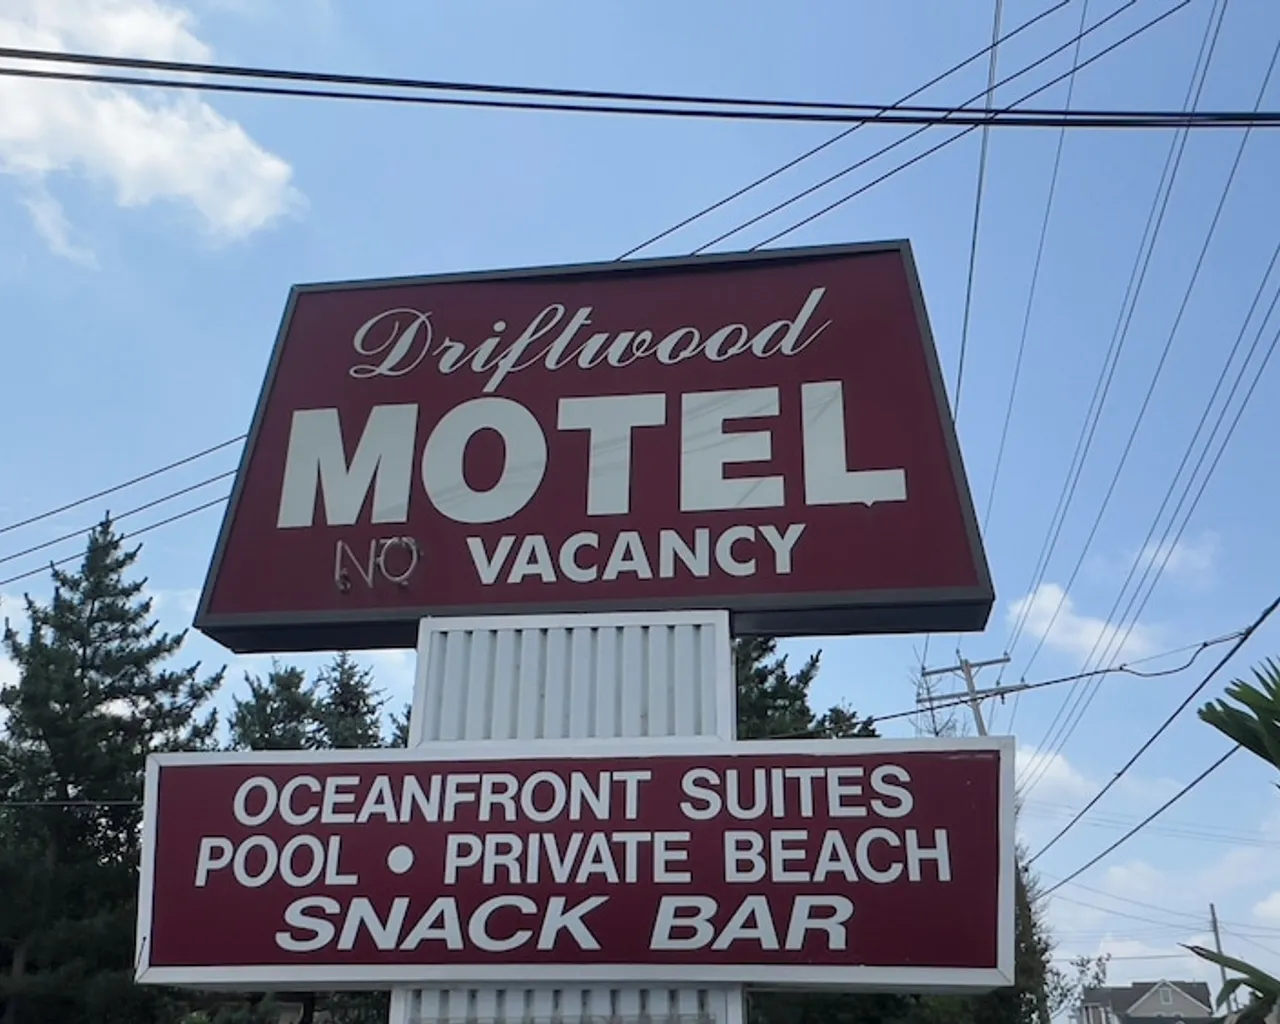 Driftwood
MOTEL
NO VACANCY
OCEANFRONT SUITES
POOL • PRIVATE BEACH
SNACK BAR